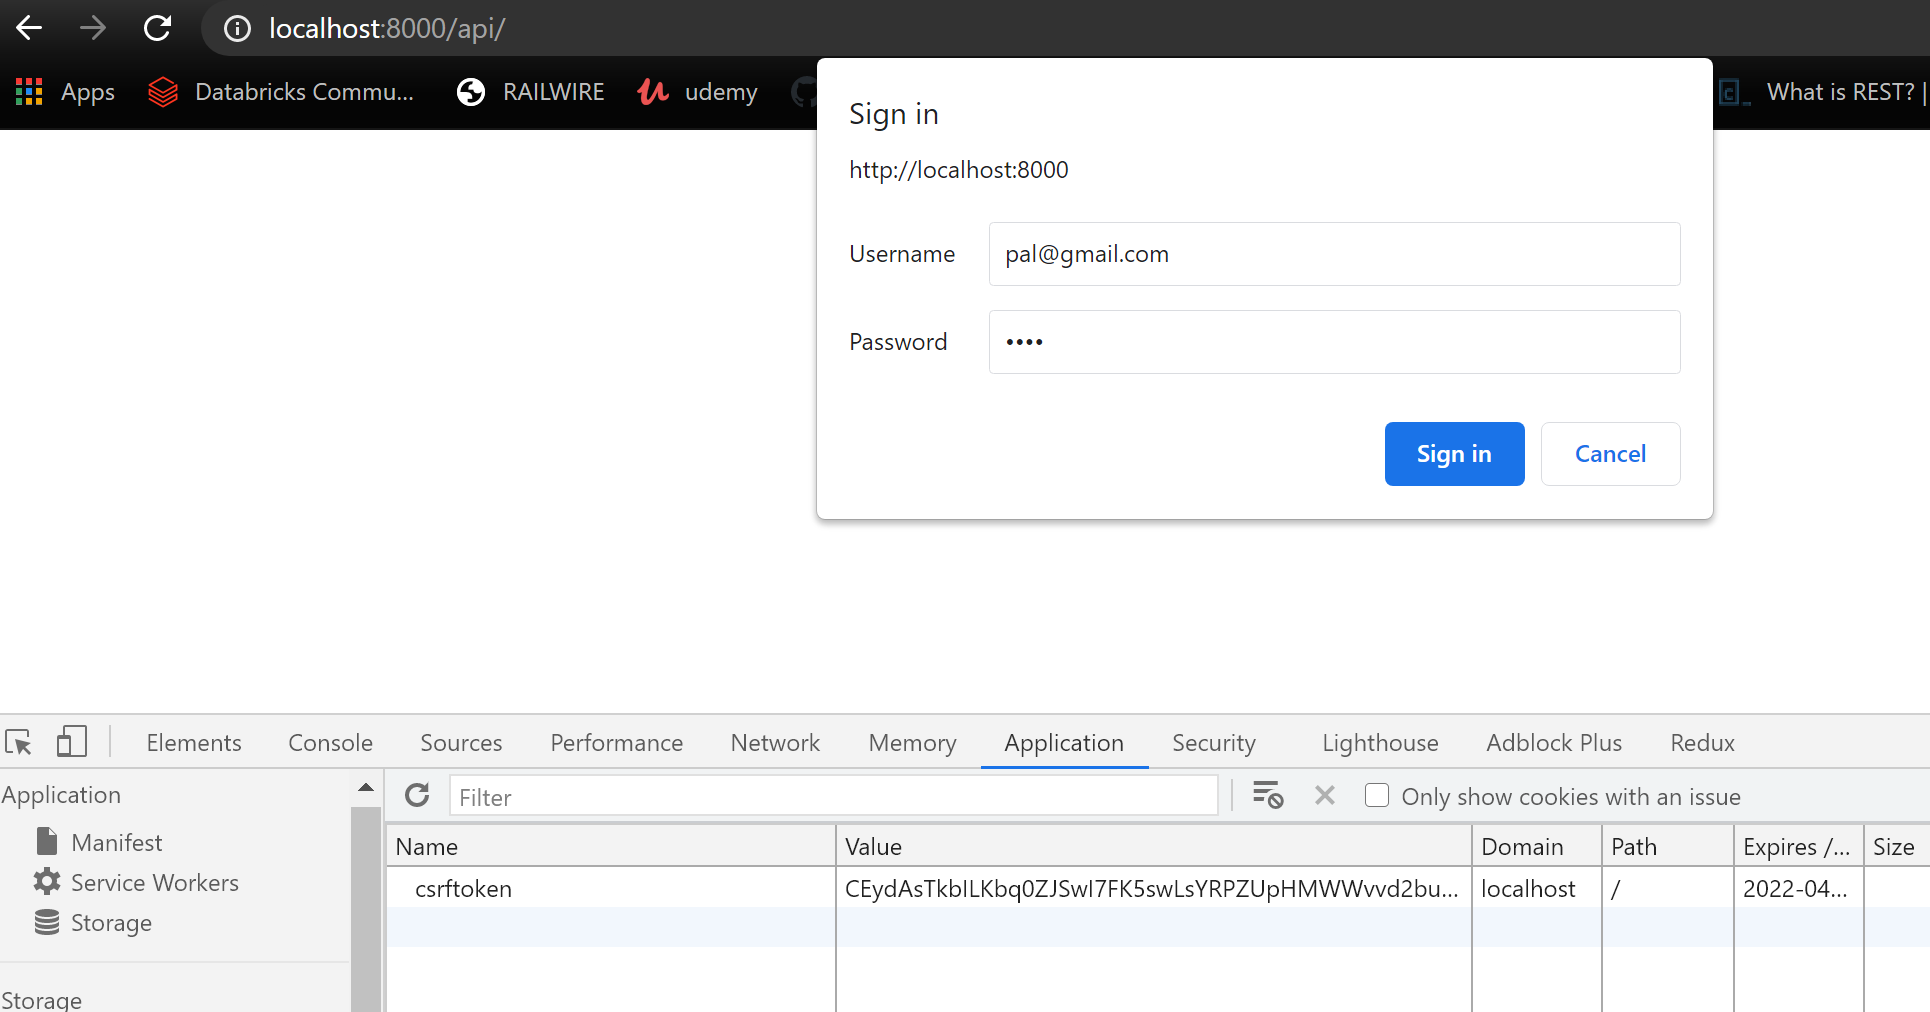 localhost:8000/api/
Apps Databricks Commu... RAILWIRE udemy What is REST? |
Sign in
http://localhost:8000
Username pal@gmail.com
Password ••••
Sign in Cancel
Elements Console Sources Performance Network Memory Application Security Lighthouse Adblock Plus Redux
Application Filter Only show cookies with an issue
Manifest
Service Workers
Storage
Storage
Name Value Domain Path Expires /... Size
csrftoken CEydAsTkbILKbq0ZJSwI7FK5swLsYRPZUpHMWWvvd2bu... localhost / 2022-04...